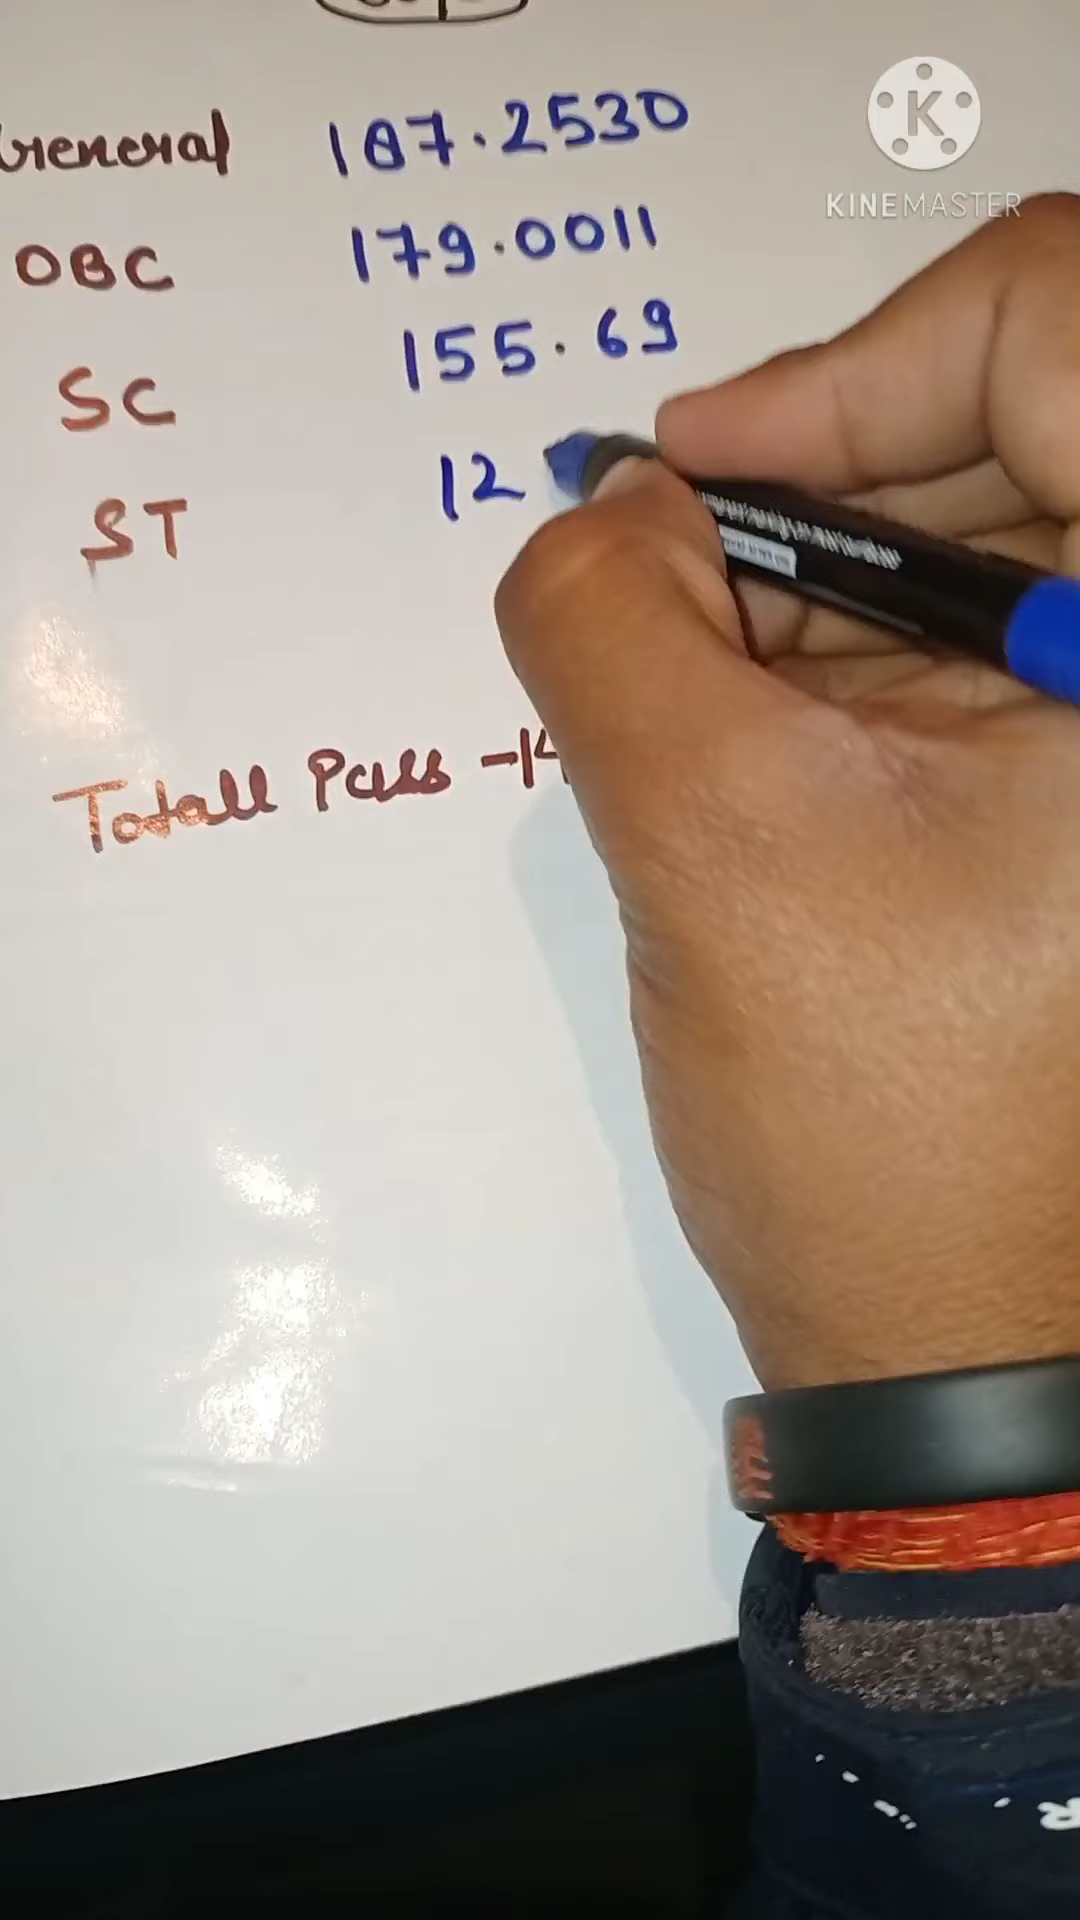 General 187.2530
OBC 179.0011
SC 155.69
ST 12
Totall Pass -14
K
KINEMASTER